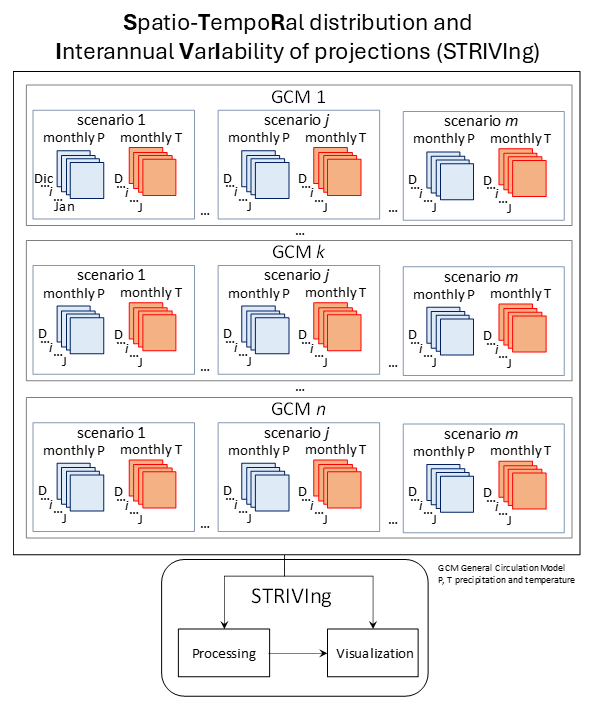 Spatio-TempoRal distribution and
Interannual VarIability of projections (STRIVIng)
GCM 1
scenario 1
monthly P monthly T
Dic
...
i
...
Jan
D
...
i
...
J
...
scenario j
monthly P monthly T
D
...
i
...
J
D
...
i
...
J
...
scenario m
monthly P monthly T
D
...
i
...
J
D
...
i
...
J
...
GCM k
scenario 1
monthly P monthly T
D
...
i
...
J
D
...
i
...
J
...
scenario j
monthly P monthly T
D
...
i
...
J
D
...
i
...
J
...
scenario m
monthly P monthly T
D
...
i
...
J
D
...
i
...
J
...
GCM n
scenario 1
monthly P monthly T
D
...
i
...
J
D
...
i
...
J
...
scenario j
monthly P monthly T
D
...
i
...
J
D
...
i
...
J
...
scenario m
monthly P monthly T
D
...
i
...
J
D
...
i
...
J
GCM General Circulation Model
P, T precipitation and temperature
STRIVIng
Processing
Visualization